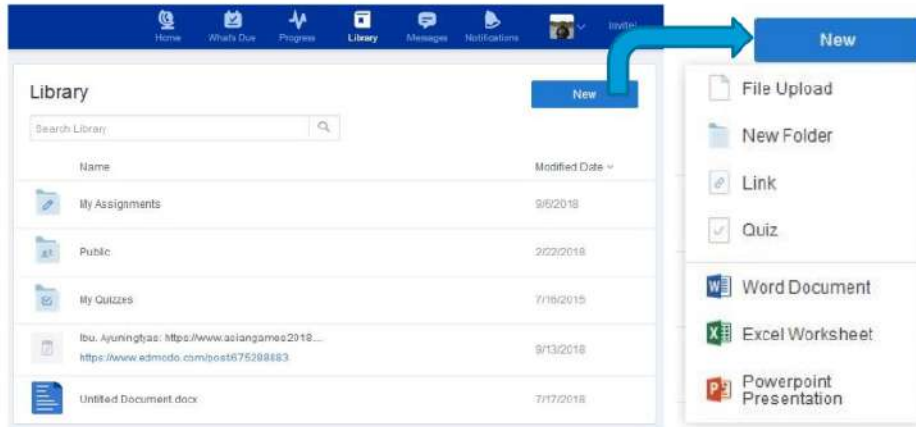 Home
What's Due
Progress
Library
Messages
Notifications
Invite!
Library
New
Search Library
Name
Modified Date
My Assignments
9/6/2018
Public
2/22/2018
My Quizzes
7/16/2015
Ibu. Ayuningtyas: https://www.asiangames2018...
https://www.edmodo.com/post/675288883
9/13/2018
Untitled Document.docx
7/17/2018
New
File Upload
New Folder
Link
Quiz
Word Document
Excel Worksheet
Powerpoint
Presentation